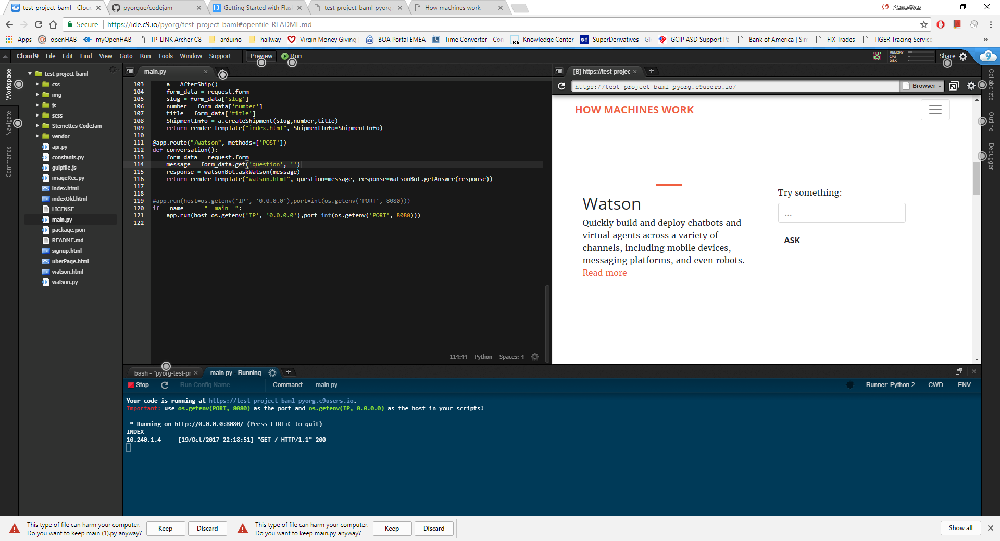 test-project-baml - Clou
pyorgue/codejam
Getting Started with Flas
test-project-baml-pyorg.
How machines work
Pierre-Yves
Secure
https://ide.c9.io/pyorg/test-project-baml#openfile-README.md
Apps
openHAB
myOpenHAB
TP-LINK Archer C8
arduino
hallway
Virgin Money Giving
BOA Portal EMEA
Time Converter - Con
Knowledge Center
SuperDerivatives - Gl
GCIP ASD Support Pa
Bank of America | Sim
FIX Trades
TIGER Tracing Service
»
Cloud9 File Edit Find View Goto Run Tools Window Support
Preview
Run
MEMORY
CPU
DISK
Share
Workspace
Navigate
Commands
test-project-baml
css
img
js
scss
Stemettes CodeJam
vendor
api.py
constants.py
gulpfile.js
imageRec.py
index.html
indexOld.html
LICENSE
main.py
package.json
README.md
signup.html
uberPage.html
watson.html
watson.py
main.py
103     a = AfterShip()
104     form_data = request.form
105     slug = form_data['slug']
106     number = form_data['number']
107     title = form_data['title']
108     ShipmentInfo = a.createShipment(slug,number,title)
109     return render_template("index.html", ShipmentInfo=ShipmentInfo)
110
111 @app.route("/watson", methods=['POST'])
112 def conversation():
113     form_data = request.form
114     message = form_data.get('question', '')
115     response = watsonBot.askWatson(message)
116     return render_template("watson.html", question=message, response=watsonBot.getAnswer(response))
117
118
119 #app.run(host=os.getenv('IP', '0.0.0.0'),port=int(os.getenv('PORT', 8080)))
120 if __name__ == "__main__":
121     app.run(host=os.getenv('IP', '0.0.0.0'),port=int(os.getenv('PORT', 8080)))
122
114:44 Python Spaces: 4
[B] https://test-projec
https://test-project-baml-pyorg.c9users.io/
Browser
HOW MACHINES WORK
Watson
Quickly build and deploy chatbots and
virtual agents across a variety of
channels, including mobile devices,
messaging platforms, and even robots.
Read more
Try something:
...
ASK
Collaborate
Outline
Debugger
bash - "pyorg-test-pr
main.py - Running
Stop
Run Config Name
Command:
main.py
Runner: Python 2
CWD
ENV
Your code is running at https://test-project-baml-pyorg.c9users.io.
Important: use os.getenv(PORT, 8080) as the port and os.getenv(IP, 0.0.0.0) as the host in your scripts!
* Running on http://0.0.0.0:8080/ (Press CTRL+C to quit)
INDEX
10.240.1.4 - - [19/Oct/2017 22:18:51] "GET / HTTP/1.1" 200 -
This type of file can harm your computer.
Do you want to keep main (1).py anyway?
Keep
Discard
This type of file can harm your computer.
Do you want to keep main.py anyway?
Keep
Discard
Show all